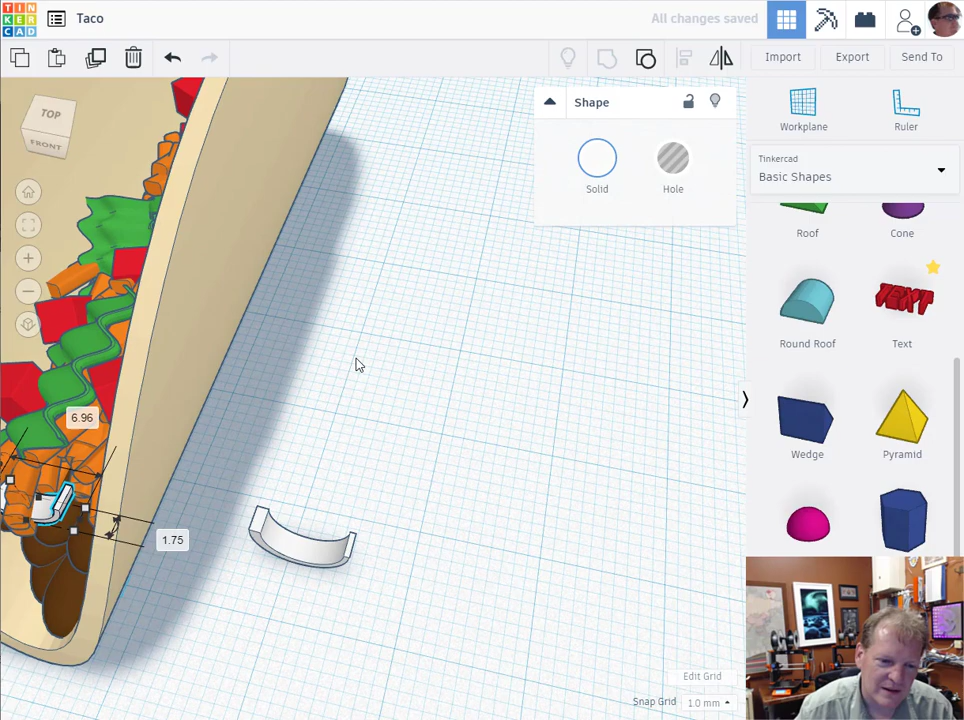 TIN
KER
CAD
Taco
All changes saved
Import
Export
Send To
TOP
FRONT
Shape
Solid
Hole
Workplane
Ruler
Tinkercad
Basic Shapes
Roof
Cone
Round Roof
TEXT
Text
Wedge
Pyramid
6.96
1.75
Edit Grid
Snap Grid
1.0 mm